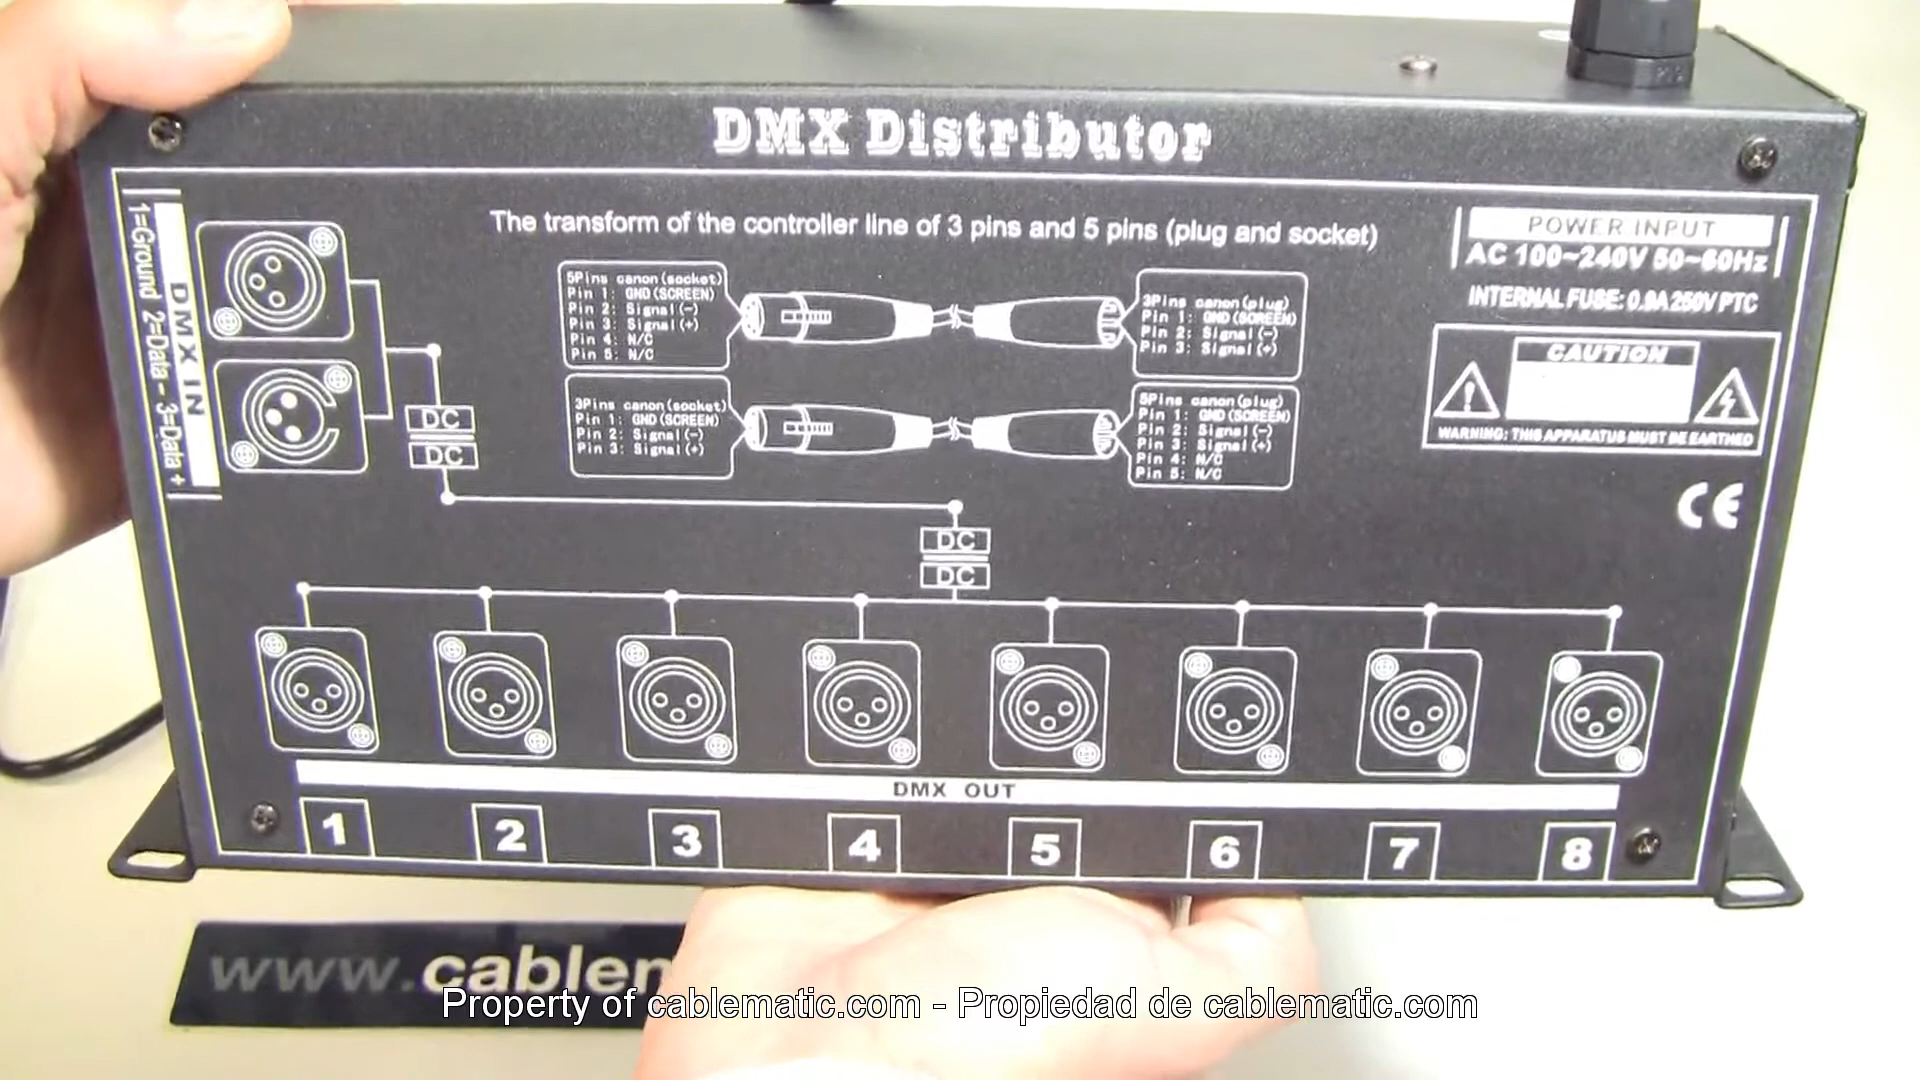 DMX Distributor
The transform of the controller line of 3 pins and 5 pins (plug and socket)
POWER INPUT
AC 100~240V 50~60Hz
INTERNAL FUSE: 0.9A 250V PTC
CAUTION
WARNING: THIS APPARATUS MUST BE EARTHED
CE
DMX IN
1=Ground 2=Data - 3=Data +
5Pins canon(socket)
Pin 1: GND(SCREEN)
Pin 2: Signal(-)
Pin 3: Signal(+)
Pin 4: N/C
Pin 5: N/C
3Pins canon(plug)
Pin 1: GND(SCREEN)
Pin 2: Signal(-)
Pin 3: Signal(+)
3Pins canon(socket)
Pin 1: GND(SCREEN)
Pin 2: Signal(-)
Pin 3: Signal(+)
5Pins canon(plug)
Pin 1: GND(SCREEN)
Pin 2: Signal(-)
Pin 3: Signal(+)
Pin 4: N/C
Pin 5: N/C
DC
DC
DC
DC
DMX OUT
1 2 3 4 5 6 7 8
www.cablem
Property of cablematic.com - Propiedad de cablematic.com